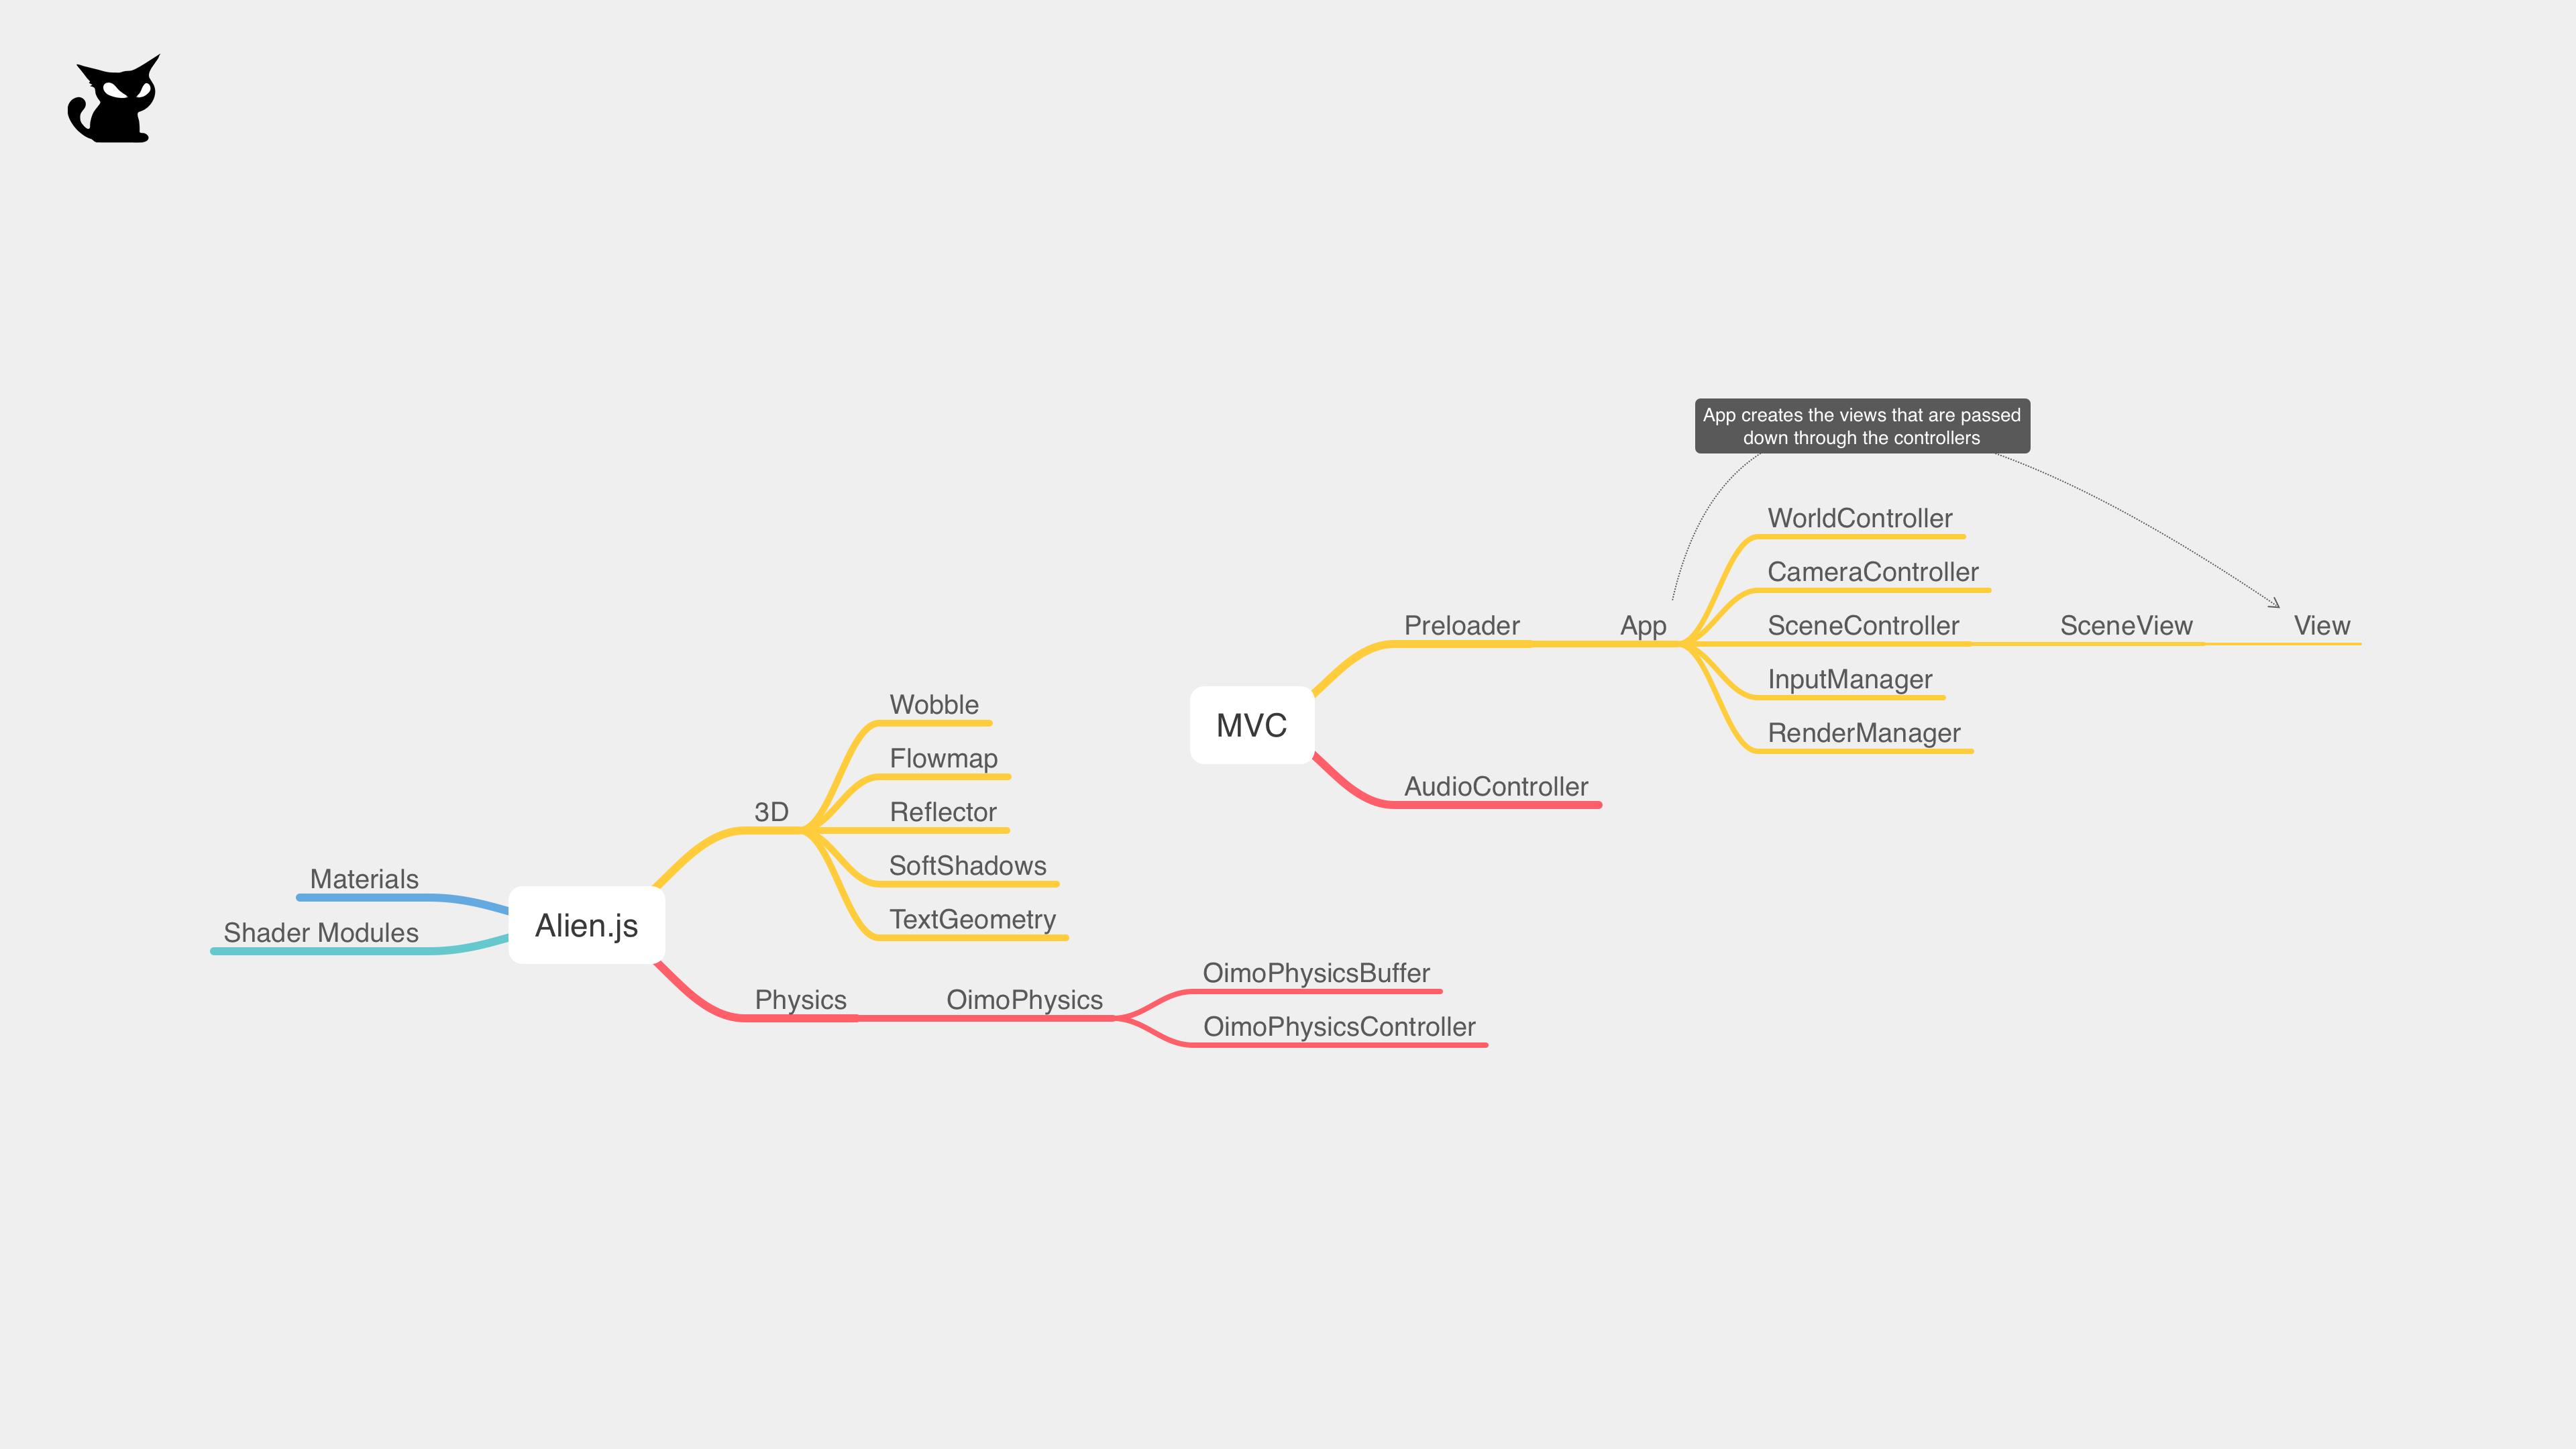 App creates the views that are passed
down through the controllers
WorldController
CameraController
Preloader
App
SceneController
SceneView
View
InputManager
RenderManager
MVC
AudioController
Wobble
Flowmap
3D
Reflector
SoftShadows
TextGeometry
Materials
Shader Modules
Alien.js
Physics
OimoPhysics
OimoPhysicsBuffer
OimoPhysicsController